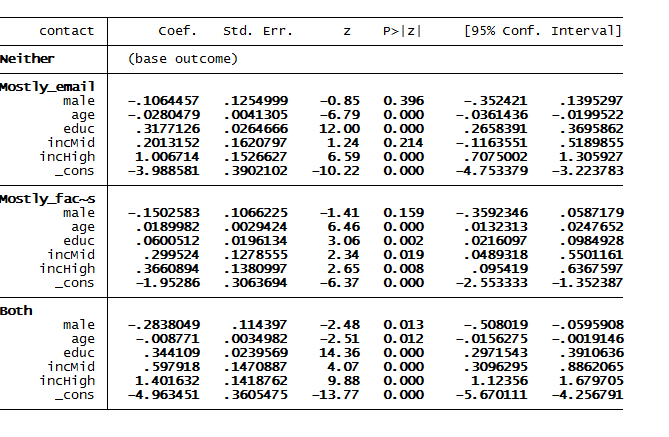 contact Coef. Std. Err. z P>|z| [95% Conf. Interval]
Neither (base outcome)
Mostly_email
male -.1064457 .1254999 -0.85 0.396 -.352421 .1395297
age -.0280479 .0041305 -6.79 0.000 -.0361436 -.0199522
educ .3177126 .0264666 12.00 0.000 .2658391 .3695862
incMid .2013152 .1620797 1.24 0.214 -.1163551 .5189855
incHigh 1.006714 .1526627 6.59 0.000 .7075002 1.305927
_cons -3.988581 .3902102 -10.22 0.000 -4.753379 -3.223783
Mostly_fac~s
male -.1502583 .1066225 -1.41 0.159 -.3592346 .0587179
age .0189982 .0029424 6.46 0.000 .0132313 .0247652
educ .0600512 .0196134 3.06 0.002 .0216097 .0984928
incMid .299524 .1278555 2.34 0.019 .0489318 .5501161
incHigh .3660894 .1380997 2.65 0.008 .095419 .6367597
_cons -1.95286 .3063694 -6.37 0.000 -2.553333 -1.352387
Both
male -.2838049 .114397 -2.48 0.013 -.508019 -.0595908
age -.008771 .0034982 -2.51 0.012 -.0156275 -.0019146
educ .344109 .0239569 14.36 0.000 .2971543 .3910636
incMid .597918 .1470887 4.07 0.000 .3096295 .8862065
incHigh 1.401632 .1418762 9.88 0.000 1.12356 1.679705
_cons -4.963451 .3605475 -13.77 0.000 -5.670111 -4.256791